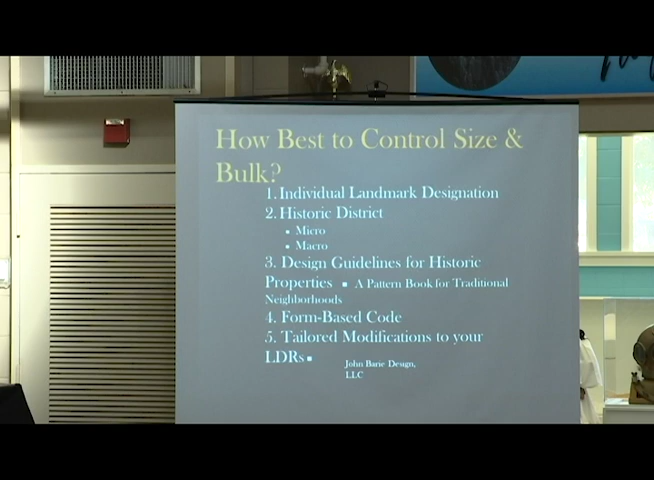 How Best to Control Size &
Bulk?
1. Individual Landmark Designation
2. Historic District
▪ Micro
▪ Macro
3. Design Guidelines for Historic
Properties ▪ A Pattern Book for Traditional
Neighborhoods
4. Form-Based Code
5. Tailored Modifications to your
LDRs ▪ John Barie Design,
LLC